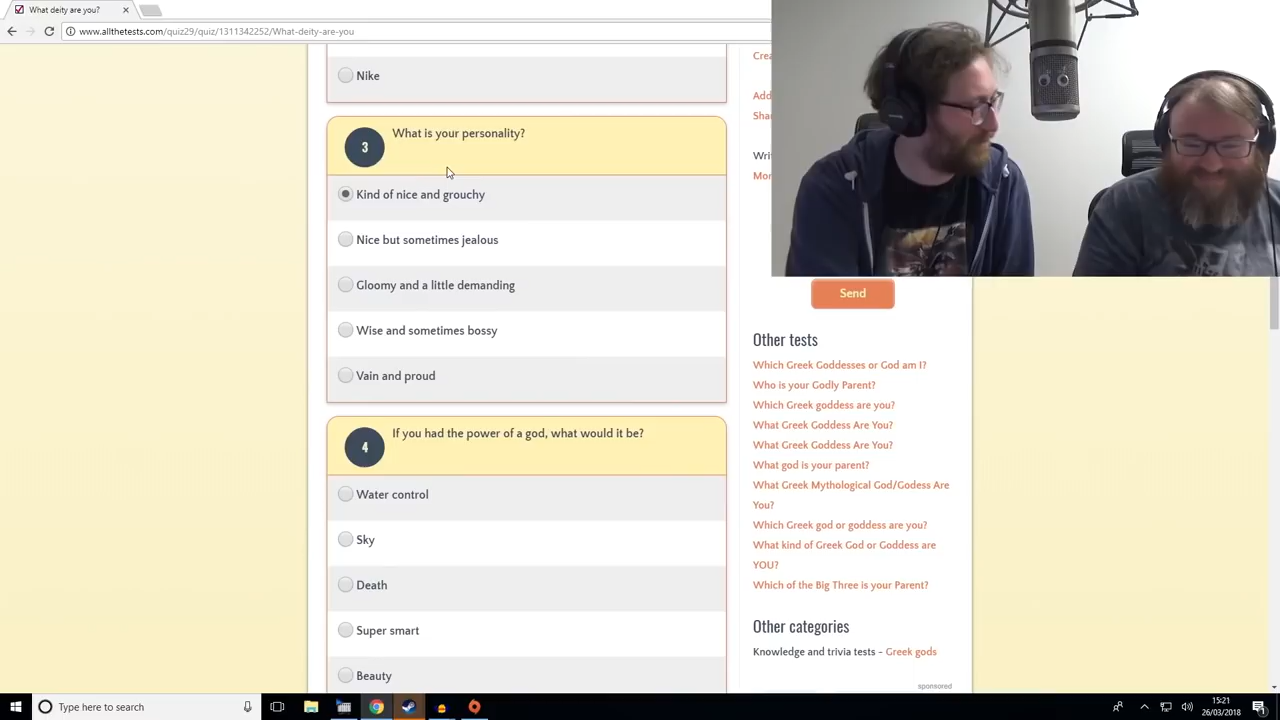 What deity are you?
www.allthetests.com/quiz29/quiz/1311342252/What-deity-are-you
Nike
3
What is your personality?
Kind of nice and grouchy
Nice but sometimes jealous
Gloomy and a little demanding
Wise and sometimes bossy
Vain and proud
4
If you had the power of a god, what would it be?
Water control
Sky
Death
Super smart
Beauty
Send
Other tests
Which Greek Goddesses or God am I?
Who is your Godly Parent?
Which Greek goddess are you?
What Greek Goddess Are You?
What Greek Goddess Are You?
What god is your parent?
What Greek Mythological God/Godess Are
You?
Which Greek god or goddess are you?
What kind of Greek God or Goddess are
YOU?
Which of the Big Three is your Parent?
Other categories
Knowledge and trivia tests - Greek gods
sponsored
Type here to search
15:21
26/03/2018